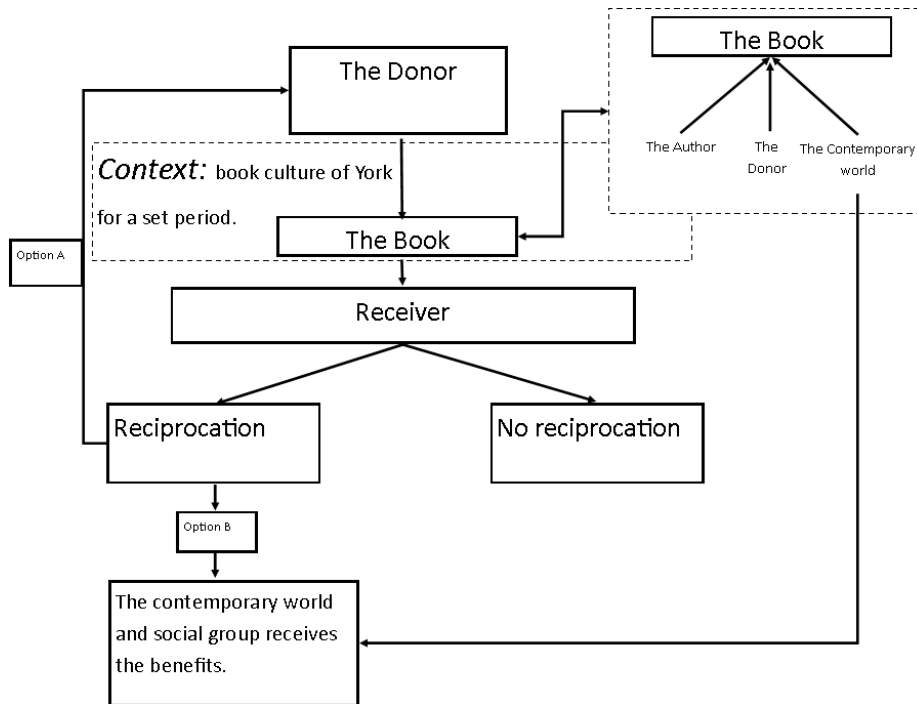 The Donor
The Book
The Author
The
Donor
The Contemporary
world
Context: book culture of York
for a set period.
The Book
Option A
Receiver
Reciprocation
No reciprocation
Option B
The contemporary world
and social group receives
the benefits.